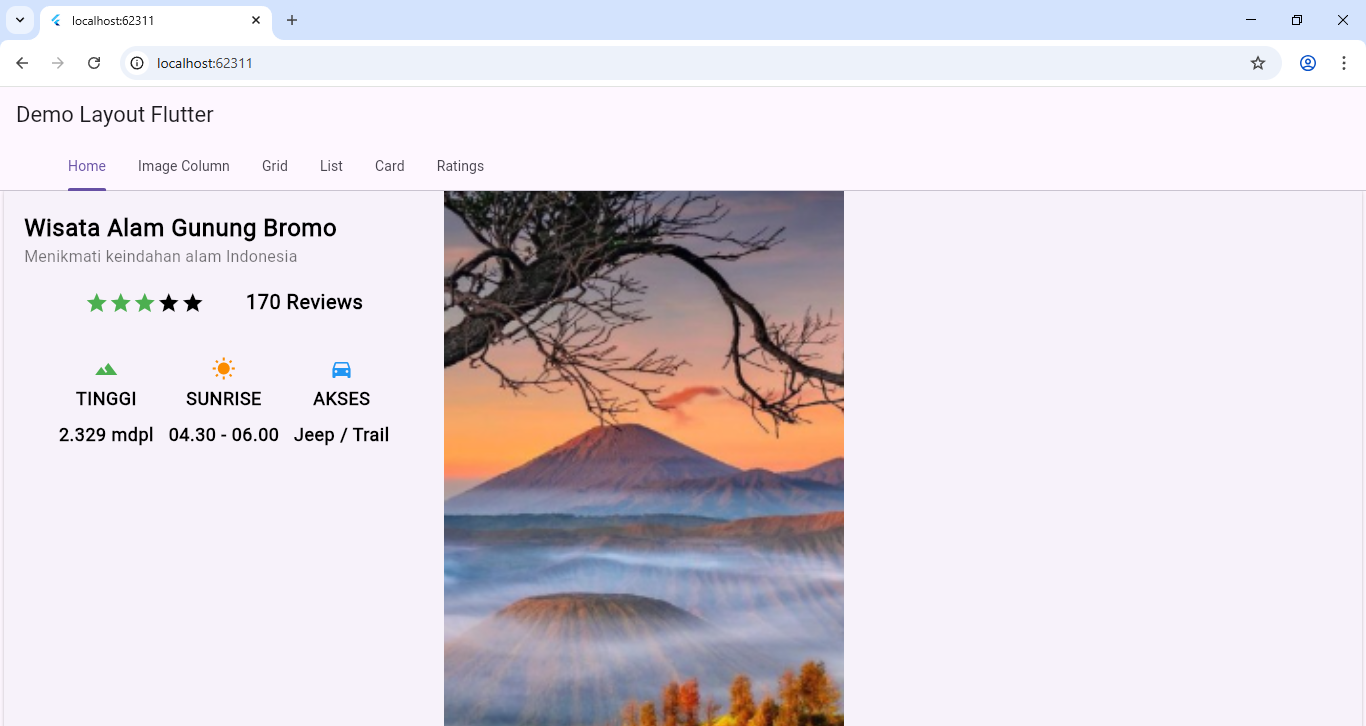 localhost:62311
localhost:62311
Demo Layout Flutter
Home Image Column Grid List Card Ratings
Wisata Alam Gunung Bromo
Menikmati keindahan alam Indonesia
170 Reviews
TINGGI SUNRISE AKSES
2.329 mdpl 04.30 - 06.00 Jeep / Trail